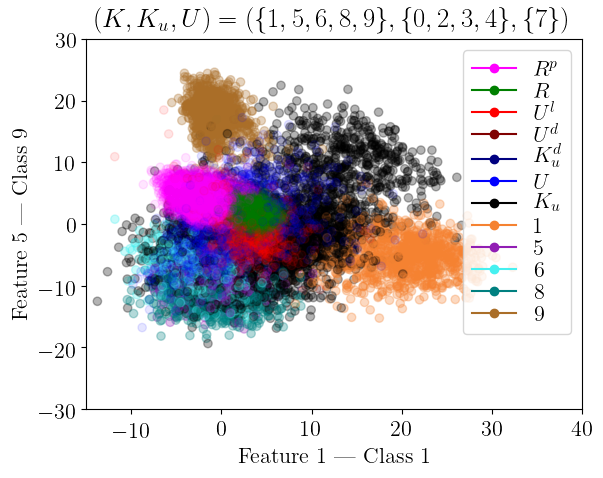 (K, K_u, U) = ({1, 5, 6, 8, 9}, {0, 2, 3, 4}, {7})
30
20
10
0
−10
−20
−30
Feature 5 — Class 9
R^p
R
U^l
U^d
K_u^d
U
K_u
1
5
6
8
9
−10
0
10
20
30
40
Feature 1 — Class 1